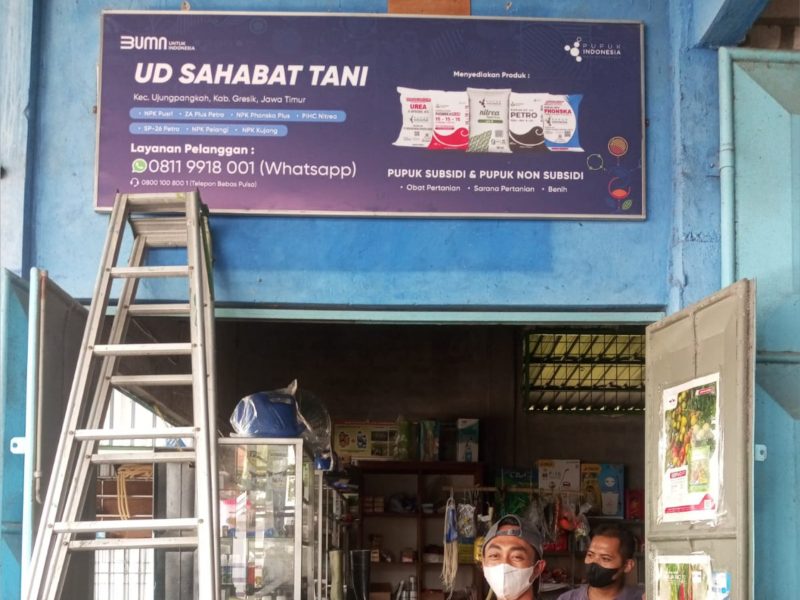 BUMN UNTUK INDONESIA
PUPUK INDONESIA
UD SAHABAT TANI
Kec. Ujungpangkah, Kab. Gresik, Jawa Timur
• NPK Pusri • ZA Plus Petro • NPK Phonska Plus • PIHC Nitrea
• SP-26 Petro • NPK Pelangi • NPK Kujang
Layanan Pelanggan :
0811 9918 001 (Whatsapp)
0800 100 800 1 (Telepon Bebas Pulsa)
Menyediakan Produk :
UREA
nitrea
PETRO
PHONSKA
PUPUK SUBSIDI & PUPUK NON SUBSIDI
• Obat Pertanian • Sarana Pertanian • Benih